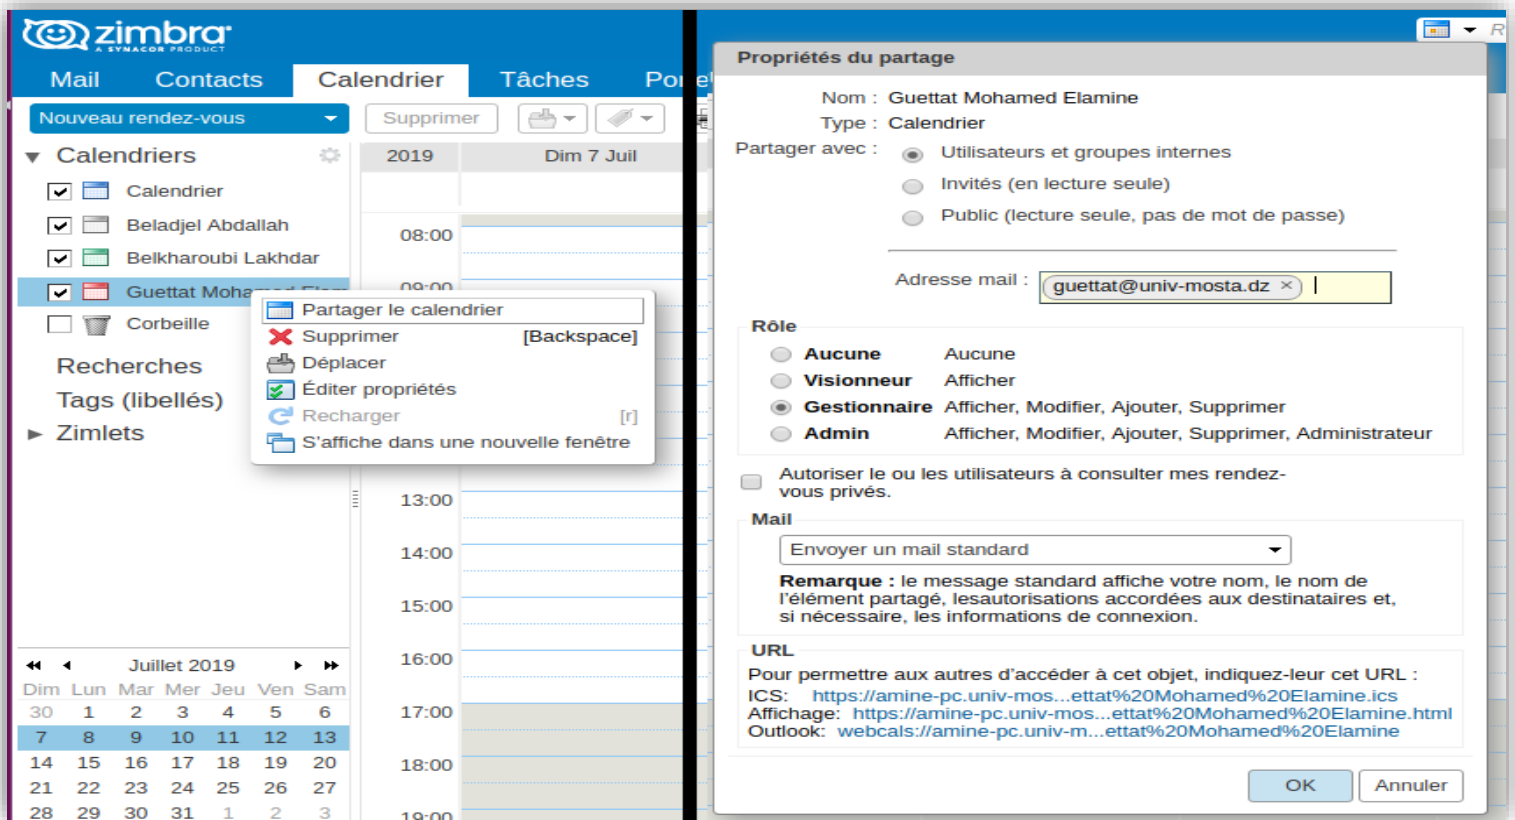 zimbra
A SYNACOR PRODUCT
Mail Contacts Calendrier Tâches
Nouveau rendez-vous Supprimer
Calendriers
Calendrier
Beladjel Abdallah
Belkharoubi Lakhdar
Guettat Mohamed
Corbeille
Recherches
Tags (libellés)
Zimlets
2019 Dim 7 Juil
08:00
09:00
Partager le calendrier
Supprimer [Backspace]
Déplacer
Éditer propriétés
Recharger [r]
S'affiche dans une nouvelle fenêtre
13:00
14:00
15:00
16:00
17:00
18:00
19:00
Juillet 2019
Dim Lun Mar Mer Jeu Ven Sam
30 1 2 3 4 5 6
7 8 9 10 11 12 13
14 15 16 17 18 19 20
21 22 23 24 25 26 27
28 29 30 31 1 2 3
Propriétés du partage
Nom : Guettat Mohamed Elamine
Type : Calendrier
Partager avec : Utilisateurs et groupes internes
Invités (en lecture seule)
Public (lecture seule, pas de mot de passe)
Adresse mail : guettat@univ-mosta.dz ×
Rôle
Aucune Aucune
Visionneur Afficher
Gestionnaire Afficher, Modifier, Ajouter, Supprimer
Admin Afficher, Modifier, Ajouter, Supprimer, Administrateur
Autoriser le ou les utilisateurs à consulter mes rendez-
vous privés.
Mail
Envoyer un mail standard
Remarque : le message standard affiche votre nom, le nom de
l'élément partagé, lesautorisations accordées aux destinataires et,
si nécessaire, les informations de connexion.
URL
Pour permettre aux autres d'accéder à cet objet, indiquez-leur cet URL :
ICS: https://amine-pc.univ-mos...ettat%20Mohamed%20Elamine.ics
Affichage: https://amine-pc.univ-mos...ettat%20Mohamed%20Elamine.html
Outlook: webcals://amine-pc.univ-m...ettat%20Mohamed%20Elamine
OK Annuler